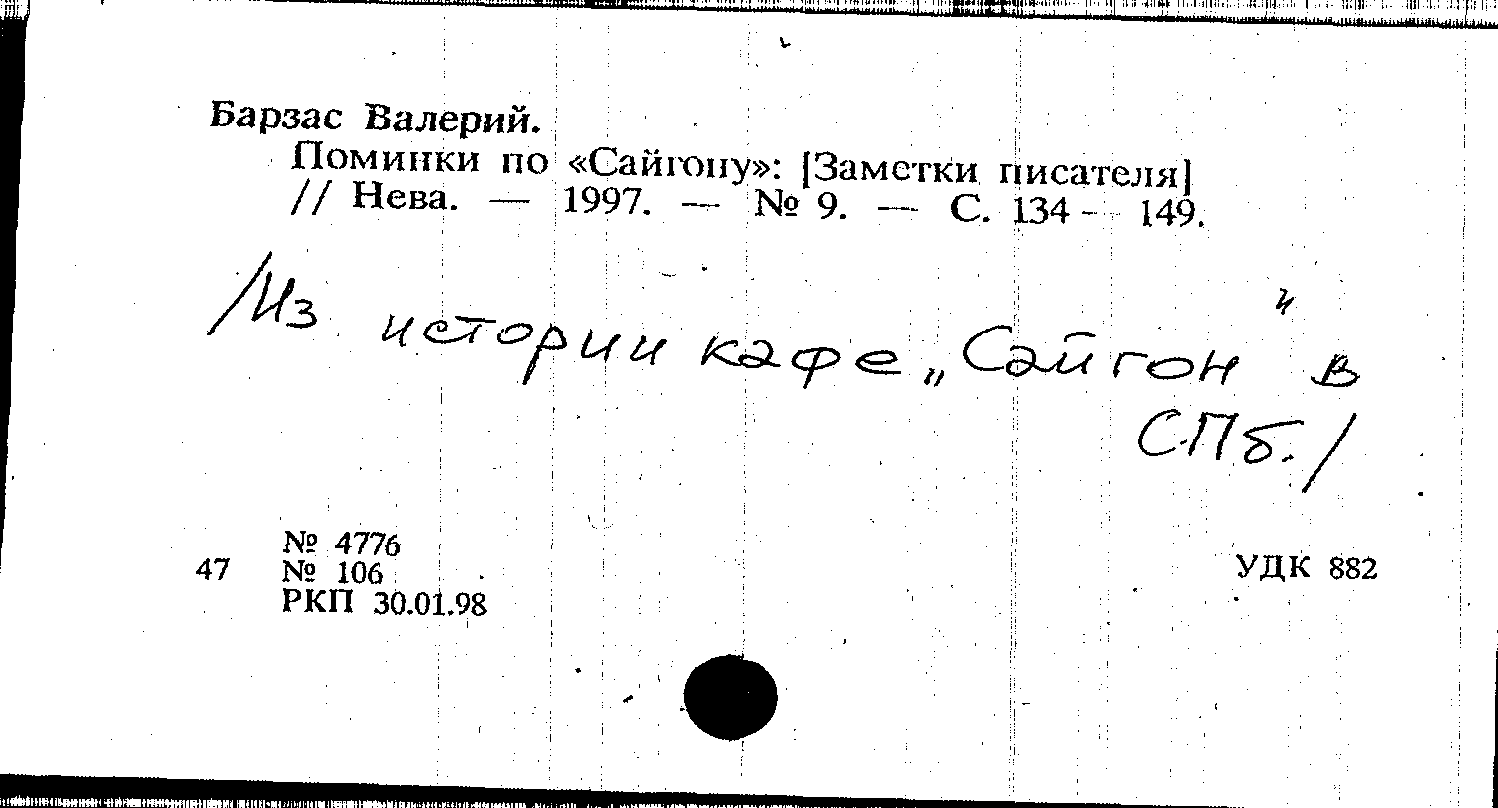 Барзас Валерий.
Поминки по «Сайгону»: [Заметки писателя]
// Нева. — 1997. — № 9. — С. 134 — 149.
/Из истории кафе „Сайгон" в
СПб./
№ 4776
47 № 106 УДК 882
РКП 30.01.98